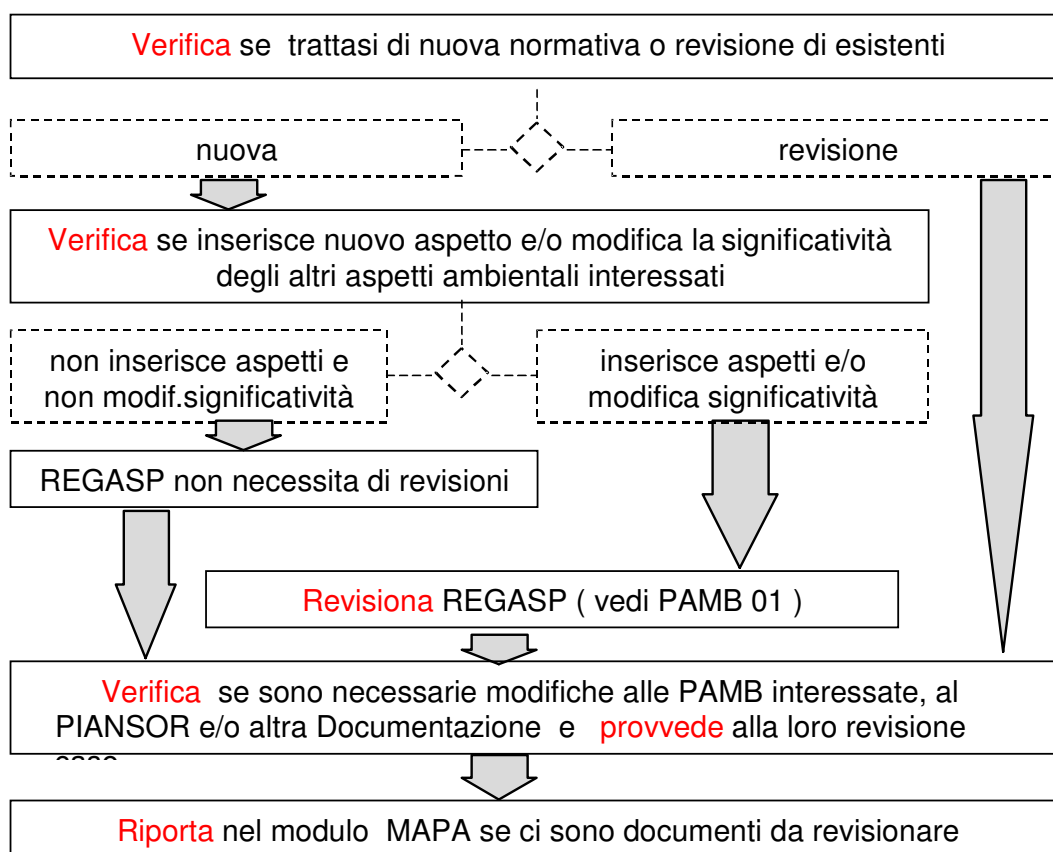 Verifica se trattasi di nuova normativa o revisione di esistenti
nuova
revisione
Verifica se inserisce nuovo aspetto e/o modifica la significatività
degli altri aspetti ambientali interessati
non inserisce aspetti e
non modif.significatività
inserisce aspetti e/o
modifica significatività
REGASP non necessita di revisioni
Revisiona REGASP ( vedi PAMB 01 )
Verifica se sono necessarie modifiche alle PAMB interessate, al
PIANSOR e/o altra Documentazione e provvede alla loro revisione
Riporta nel modulo MAPA se ci sono documenti da revisionare